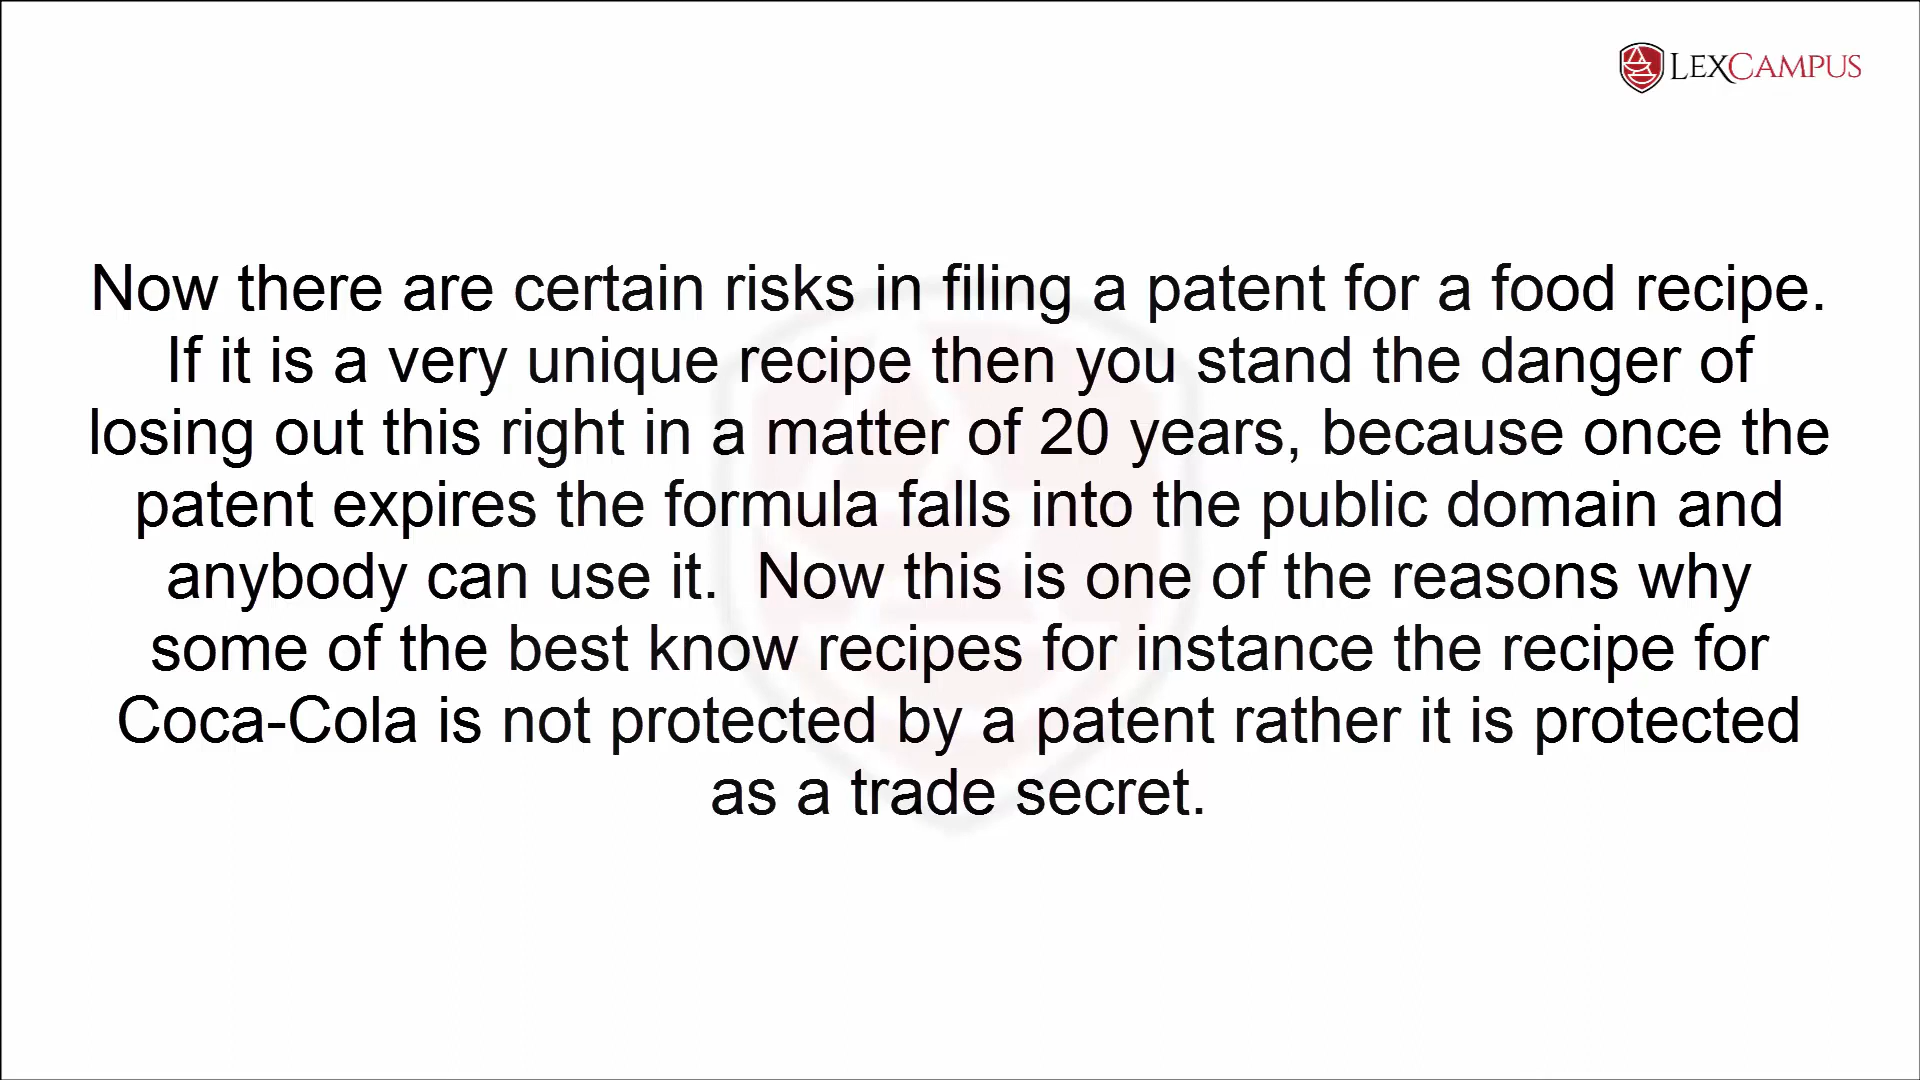 LEXCAMPUS
Now there are certain risks in filing a patent for a food recipe.
If it is a very unique recipe then you stand the danger of
losing out this right in a matter of 20 years, because once the
patent expires the formula falls into the public domain and
anybody can use it.  Now this is one of the reasons why
some of the best know recipes for instance the recipe for
Coca-Cola is not protected by a patent rather it is protected
as a trade secret.